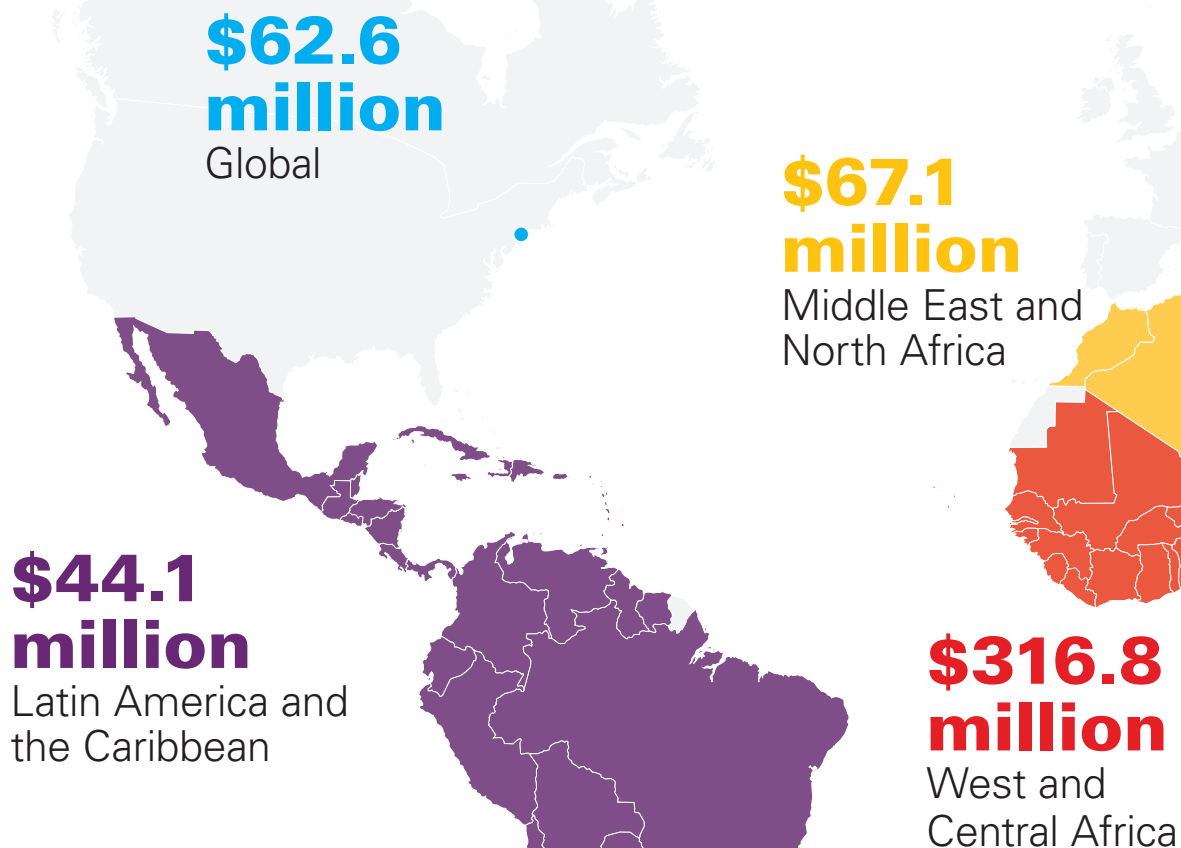 $62.6
million
Global
$67.1
million
Middle East and
North Africa
$44.1
million
Latin America and
the Caribbean
$316.8
million
West and
Central Africa